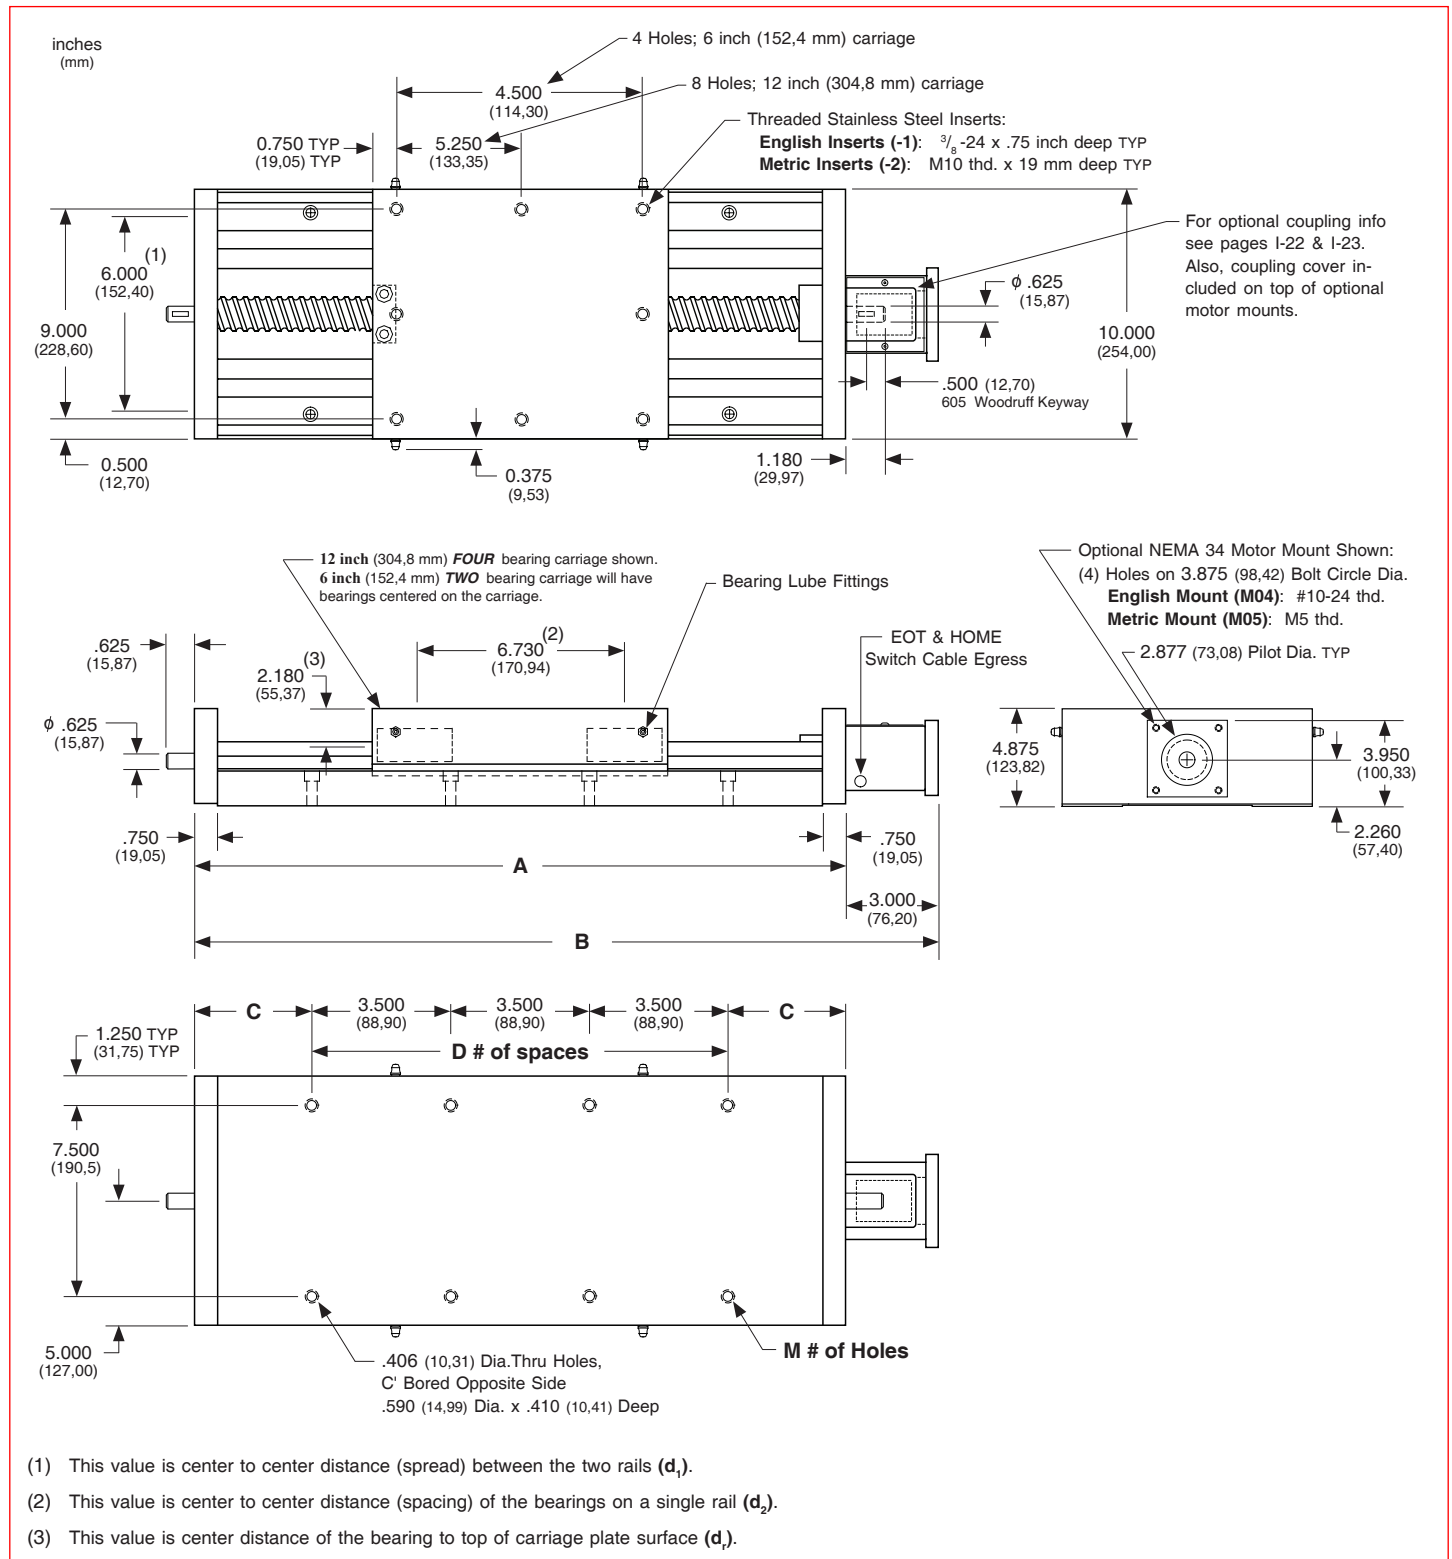 inches
(mm)
4 Holes; 6 inch (152,4 mm) carriage
4.500
(114,30)
8 Holes; 12 inch (304,8 mm) carriage
0.750 TYP
(19,05) TYP
5.250
(133,35)
Threaded Stainless Steel Inserts:
English Inserts (-1): 3/8 -24 x .75 inch deep TYP
Metric Inserts (-2): M10 thd. x 19 mm deep TYP
For optional coupling info
see pages I-22 & I-23.
Also, coupling cover in-
cluded on top of optional
motor mounts.
(1)
6.000
(152,40)
9.000
(228,60)
ϕ .625
(15,87)
10.000
(254,00)
.500 (12,70)
605 Woodruff Keyway
0.500
(12,70)
0.375
(9,53)
1.180
(29,97)
12 inch (304,8 mm) FOUR bearing carriage shown.
6 inch (152,4 mm) TWO bearing carriage will have
bearings centered on the carriage.
Bearing Lube Fittings
Optional NEMA 34 Motor Mount Shown:
(4) Holes on 3.875 (98,42) Bolt Circle Dia.
English Mount (M04): #10-24 thd.
Metric Mount (M05): M5 thd.
2.877 (73,08) Pilot Dia. TYP
.625
(15,87)
(3)
2.180
(55,37)
(2)
6.730
(170,94)
EOT & HOME
Switch Cable Egress
ϕ .625
(15,87)
4.875
(123,82)
3.950
(100,33)
2.260
(57,40)
.750
(19,05)
A
.750
(19,05)
3.000
(76,20)
B
C
3.500
(88,90)
3.500
(88,90)
3.500
(88,90)
C
1.250 TYP
(31,75) TYP
D # of spaces
7.500
(190,5)
5.000
(127,00)
.406 (10,31) Dia.Thru Holes,
C' Bored Opposite Side
.590 (14,99) Dia. x .410 (10,41) Deep
M # of Holes
(1) This value is center to center distance (spread) between the two rails (d1).
(2) This value is center to center distance (spacing) of the bearings on a single rail (d2).
(3) This value is center distance of the bearing to top of carriage plate surface (dr).